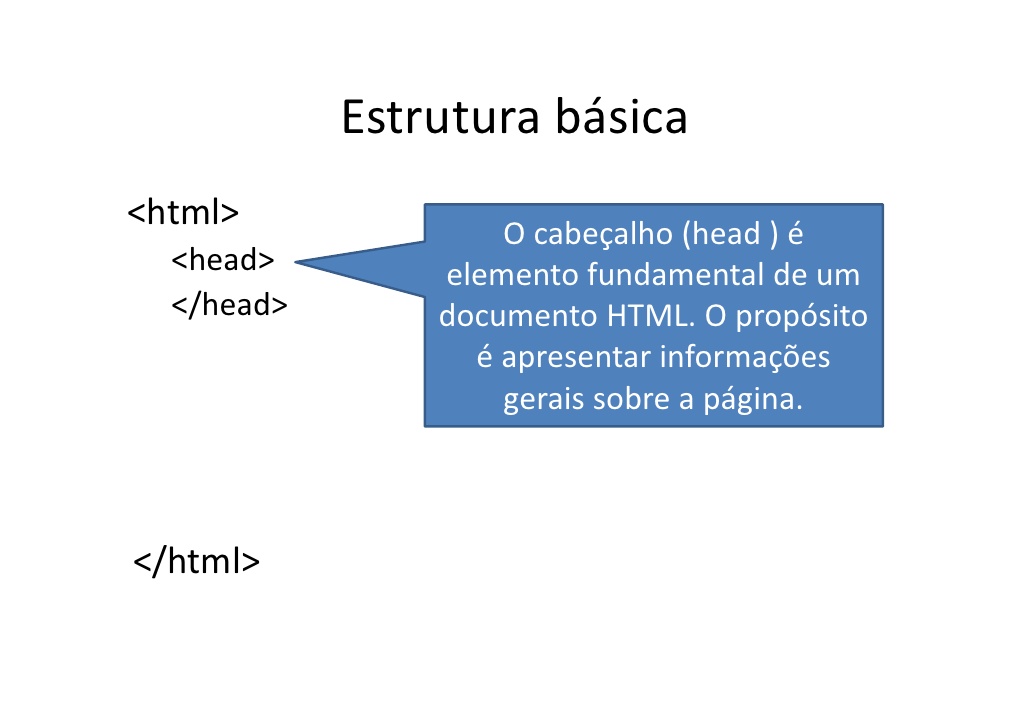 Estrutura básica
<html>
<head>
</head>
O cabeçalho (head ) é
elemento fundamental de um
documento HTML. O propósito
é apresentar informações
gerais sobre a página.
</html>